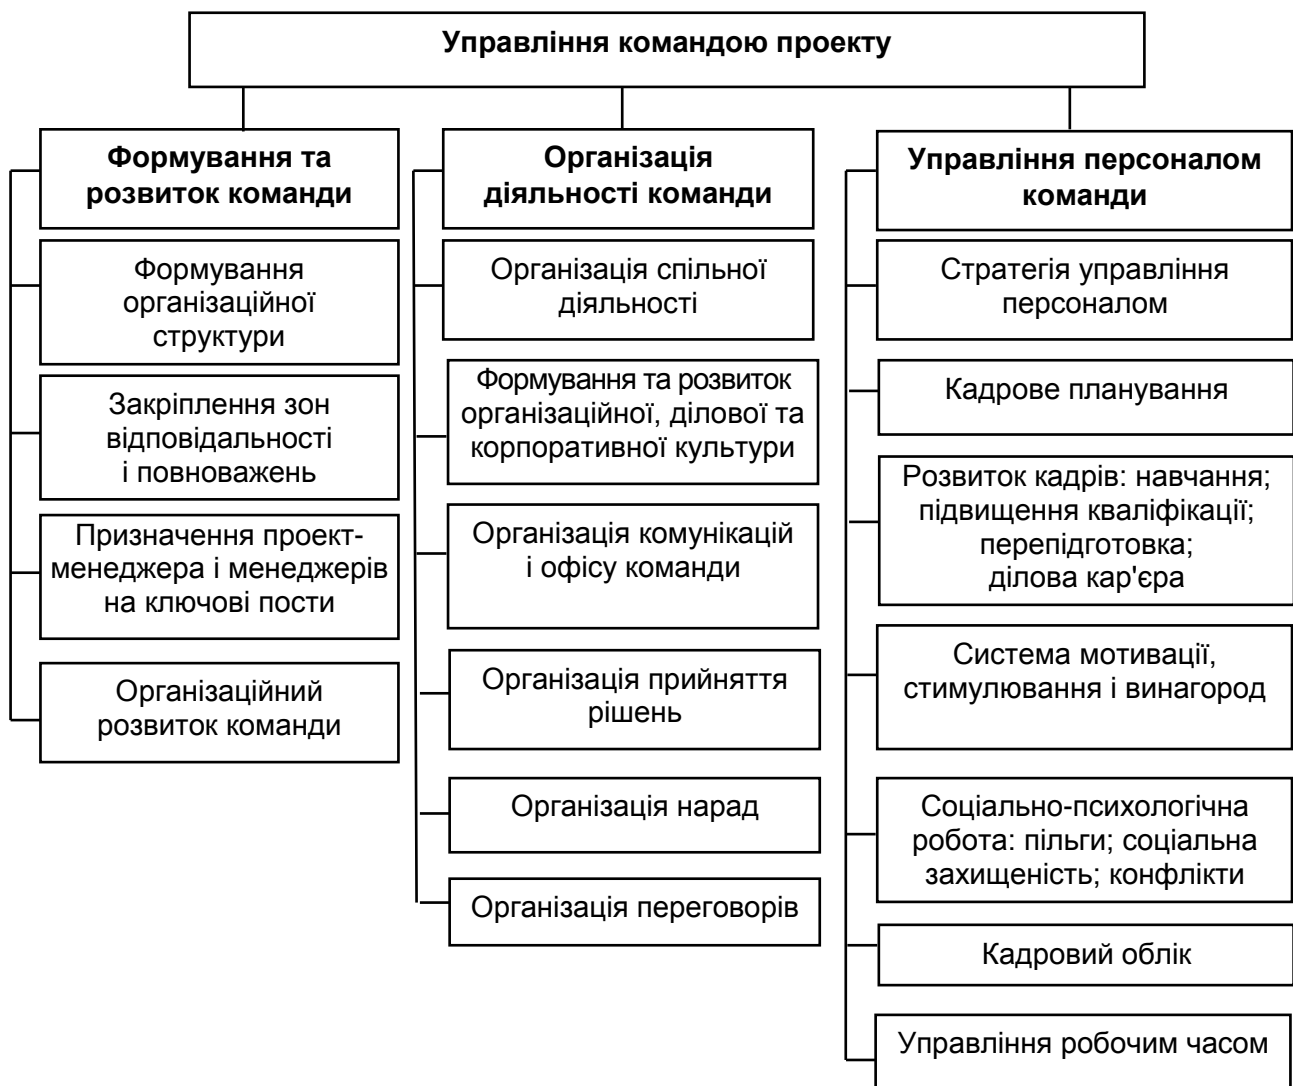 Управління командою проекту
Формування та
розвиток команди
Формування
організаційної
структури
Закріплення зон
відповідальності
і повноважень
Призначення проект-
менеджера і менеджерів
на ключові пости
Організаційний
розвиток команди
Організація
діяльності команди
Організація спільної
діяльності
Формування та розвиток
організаційної, ділової та
корпоративної культури
Організація комунікацій
і офісу команди
Організація прийняття
рішень
Організація нарад
Організація переговорів
Управління персоналом
команди
Стратегія управління
персоналом
Кадрове планування
Розвиток кадрів: навчання;
підвищення кваліфікації;
перепідготовка;
ділова кар'єра
Система мотивації,
стимулювання і винагород
Соціально-психологічна
робота: пільги; соціальна
захищеність; конфлікти
Кадровий облік
Управління робочим часом